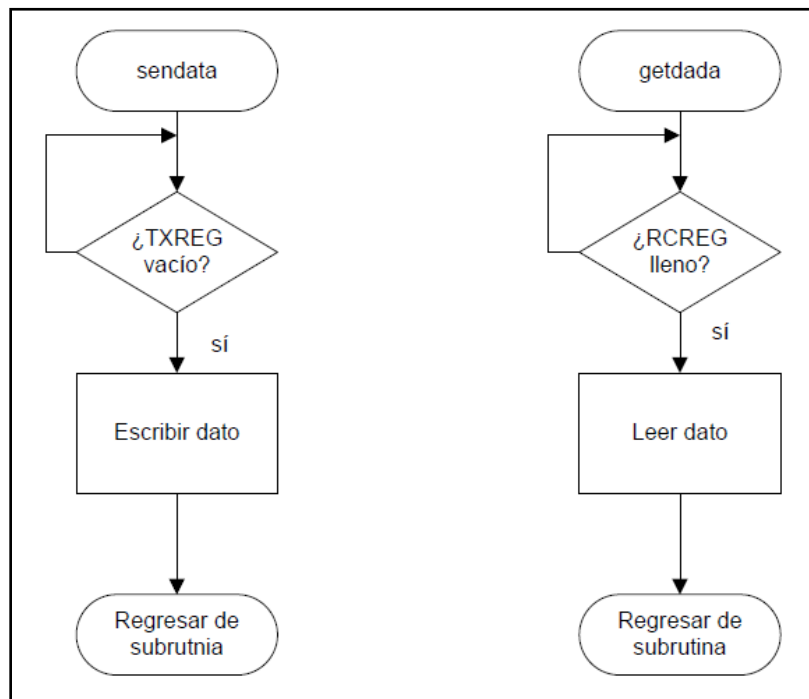 sendata
¿TXREG
vacío?
sí
Escribir dato
Regresar de
subrutnia
getdada
¿RCREG
lleno?
sí
Leer dato
Regresar de
subrutina